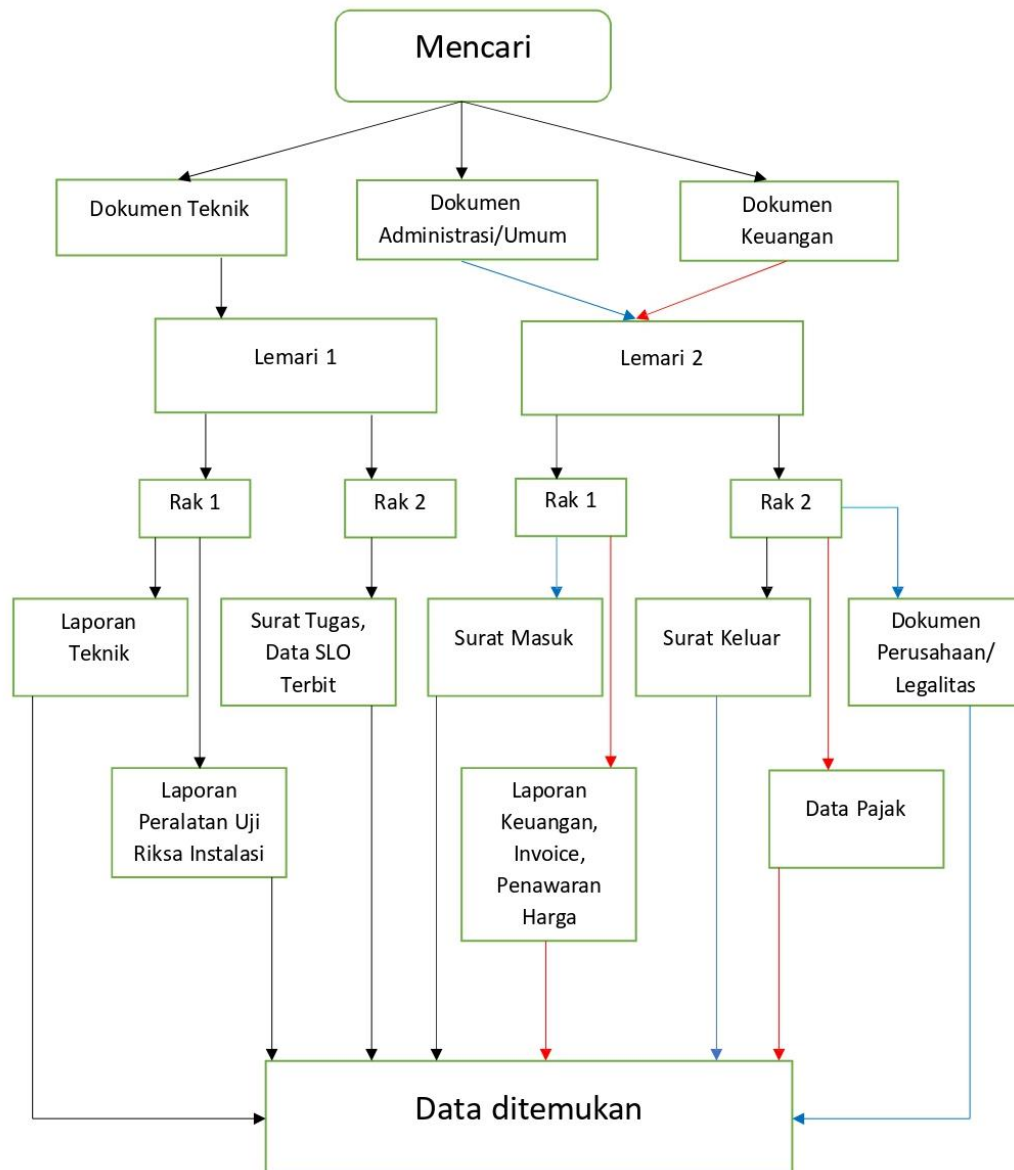 Mencari
Dokumen Teknik
Dokumen
Administrasi/Umum
Dokumen
Keuangan
Lemari 1
Lemari 2
Rak 1
Rak 2
Rak 1
Rak 2
Laporan
Teknik
Surat Tugas,
Data SLO
Terbit
Surat Masuk
Surat Keluar
Dokumen
Perusahaan/
Legalitas
Laporan
Peralatan Uji
Riksa Instalasi
Laporan
Keuangan,
Invoice,
Penawaran
Harga
Data Pajak
Data ditemukan